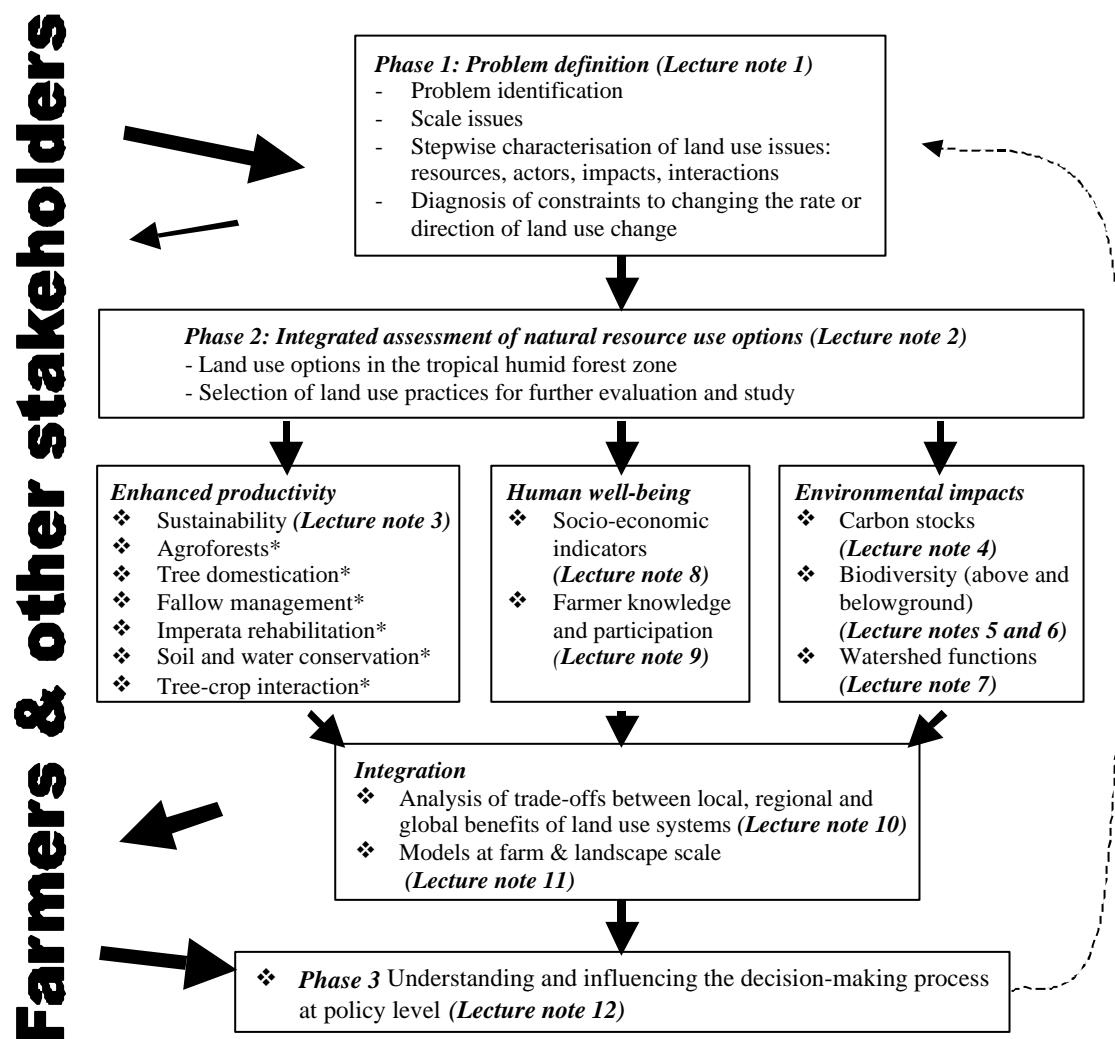 Farmers & other stakeholders
Phase 1: Problem definition (Lecture note 1)
- Problem identification
- Scale issues
- Stepwise characterisation of land use issues:
resources, actors, impacts, interactions
- Diagnosis of constraints to changing the rate or
direction of land use change
Phase 2: Integrated assessment of natural resource use options (Lecture note 2)
- Land use options in the tropical humid forest zone
- Selection of land use practices for further evaluation and study
Enhanced productivity
❖ Sustainability (Lecture note 3)
❖ Agroforests*
❖ Tree domestication*
❖ Fallow management*
❖ Imperata rehabilitation*
❖ Soil and water conservation*
❖ Tree-crop interaction*
Human well-being
❖ Socio-economic
indicators
(Lecture note 8)
❖ Farmer knowledge
and participation
(Lecture note 9)
Environmental impacts
❖ Carbon stocks
(Lecture note 4)
❖ Biodiversity (above and
belowground)
(Lecture notes 5 and 6)
❖ Watershed functions
(Lecture note 7)
Integration
❖ Analysis of trade-offs between local, regional and
global benefits of land use systems (Lecture note 10)
❖ Models at farm & landscape scale
(Lecture note 11)
❖ Phase 3 Understanding and influencing the decision-making process
at policy level (Lecture note 12)